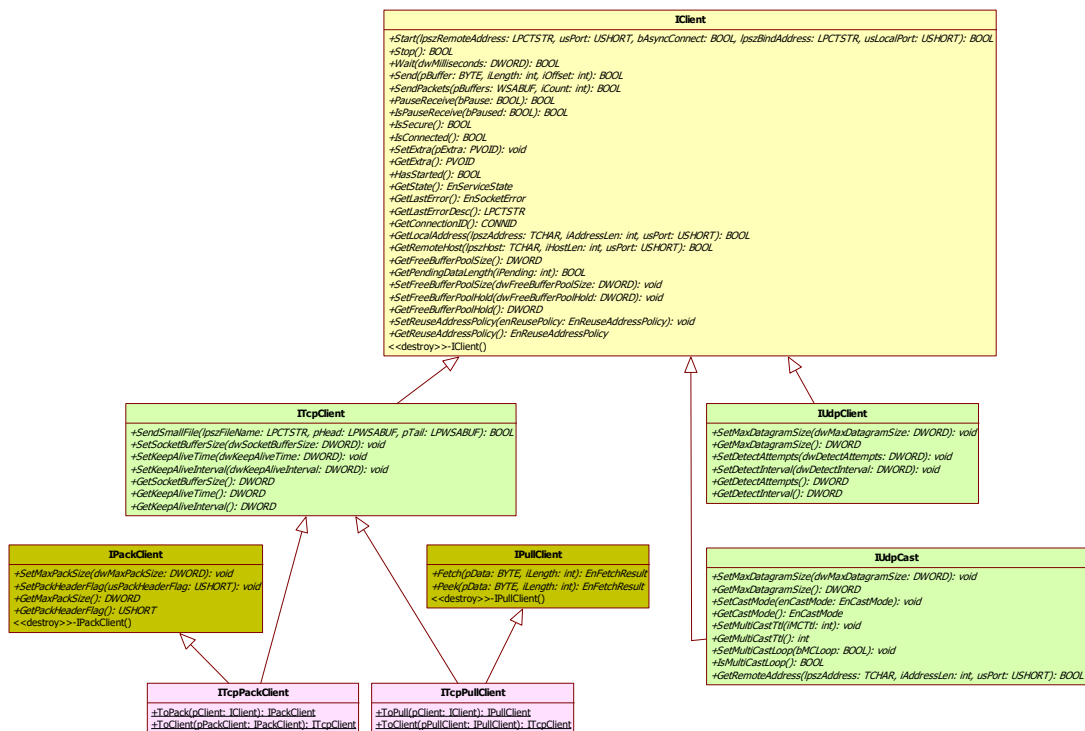 IClient
+Start(lpszRemoteAddress: LPCTSTR, usPort: USHORT, bAsyncConnect: BOOL, lpszBindAddress: LPCTSTR, usLocalPort: USHORT): BOOL
+Stop(): BOOL
+Wait(dwMilliseconds: DWORD): BOOL
+Send(pBuffer: BYTE, iLength: int, iOffset: int): BOOL
+SendPackets(pBuffers: WSABUF, iCount: int): BOOL
+PauseReceive(bPause: BOOL): BOOL
+IsPauseReceive(bPaused: BOOL): BOOL
+IsSecure(): BOOL
+IsConnected(): BOOL
+SetExtra(pExtra: PVOID): void
+GetExtra(): PVOID
+HasStarted(): BOOL
+GetState(): EnServiceState
+GetLastError(): EnSocketError
+GetLastErrorDesc(): LPCTSTR
+GetConnectionID(): CONNID
+GetLocalAddress(lpszAddress: TCHAR, iAddressLen: int, usPort: USHORT): BOOL
+GetRemoteHost(lpszHost: TCHAR, iHostLen: int, usPort: USHORT): BOOL
+GetFreeBufferPoolSize(): DWORD
+GetPendingDataLength(iPending: int): BOOL
+SetFreeBufferPoolSize(dwFreeBufferPoolSize: DWORD): void
+SetFreeBufferPoolHold(dwFreeBufferPoolHold: DWORD): void
+GetFreeBufferPoolHold(): DWORD
+SetReuseAddressPolicy(enReusePolicy: EnReuseAddressPolicy): void
+GetReuseAddressPolicy(): EnReuseAddressPolicy
<<destroy>>-IClient()
ITcpClient
+SendSmallFile(lpszFileName: LPCTSTR, pHead: LPWSABUF, pTail: LPWSABUF): BOOL
+SetSocketBufferSize(dwSocketBufferSize: DWORD): void
+SetKeepAliveTime(dwKeepAliveTime: DWORD): void
+SetKeepAliveInterval(dwKeepAliveInterval: DWORD): void
+GetSocketBufferSize(): DWORD
+GetKeepAliveTime(): DWORD
+GetKeepAliveInterval(): DWORD
IUdpClient
+SetMaxDatagramSize(dwMaxDatagramSize: DWORD): void
+GetMaxDatagramSize(): DWORD
+SetDetectAttempts(dwDetectAttempts: DWORD): void
+SetDetectInterval(dwDetectInterval: DWORD): void
+GetDetectAttempts(): DWORD
+GetDetectInterval(): DWORD
IPackClient
+SetMaxPackSize(dwMaxPackSize: DWORD): void
+SetPackHeaderFlag(usPackHeaderFlag: USHORT): void
+GetMaxPackSize(): DWORD
+GetPackHeaderFlag(): USHORT
<<destroy>>-IPackClient()
IPullClient
+Fetch(pData: BYTE, iLength: int): EnFetchResult
+Peek(pData: BYTE, iLength: int): EnFetchResult
<<destroy>>-IPullClient()
IUdpCast
+SetMaxDatagramSize(dwMaxDatagramSize: DWORD): void
+GetMaxDatagramSize(): DWORD
+SetCastMode(enCastMode: EnCastMode): void
+GetCastMode(): EnCastMode
+SetMultiCastTtl(iMCTtl: int): void
+GetMultiCastTtl(): int
+SetMultiCastLoop(bMCLoop: BOOL): void
+IsMultiCastLoop(): BOOL
+GetRemoteAddress(lpszAddress: TCHAR, iAddressLen: int, usPort: USHORT): BOOL
ITcpPackClient
+ToPack(pClient: IClient): IPackClient
+ToClient(pPackClient: IPackClient): ITcpClient
ITcpPullClient
+ToPull(pClient: IClient): IPullClient
+ToClient(pPullClient: IPullClient): ITcpClient